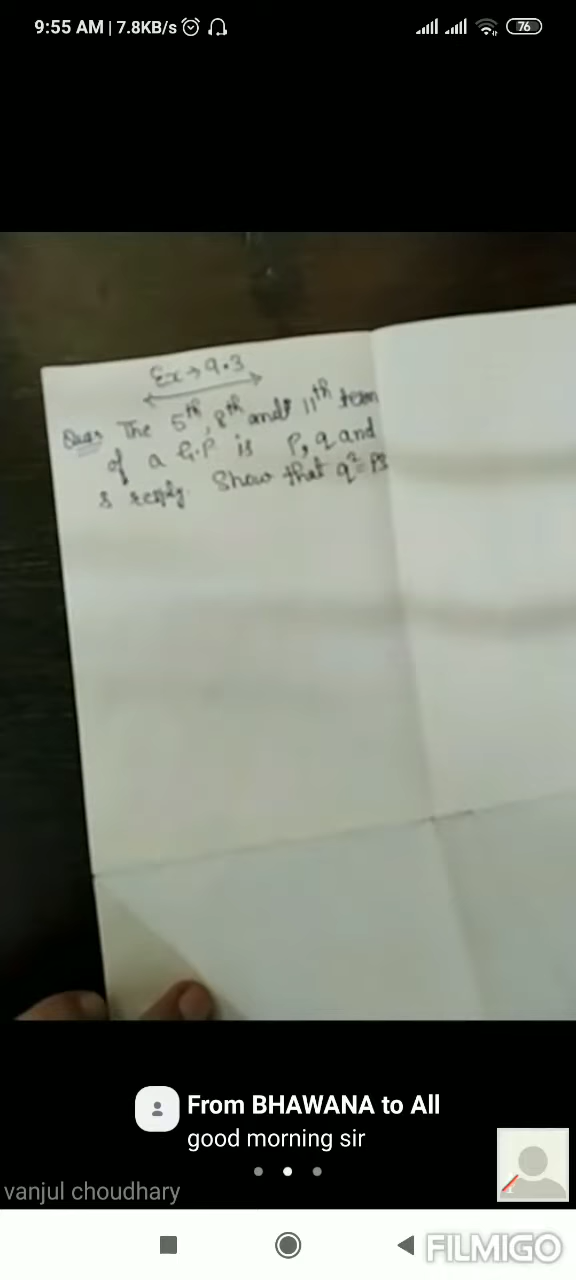 9:55 AM | 7.8KB/s
76
Ex → 9.3
Ques The 5th, 8th and 11th term
of a G.P is P, q and
s resply. Show that q² = ps
From BHAWANA to All
good morning sir
vanjul choudhary
FILMIGO